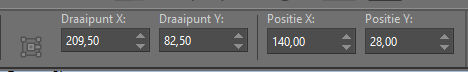 Draaipunt X: Draaipunt Y: Positie X: Positie Y:
209,50 82,50 140,00 28,00